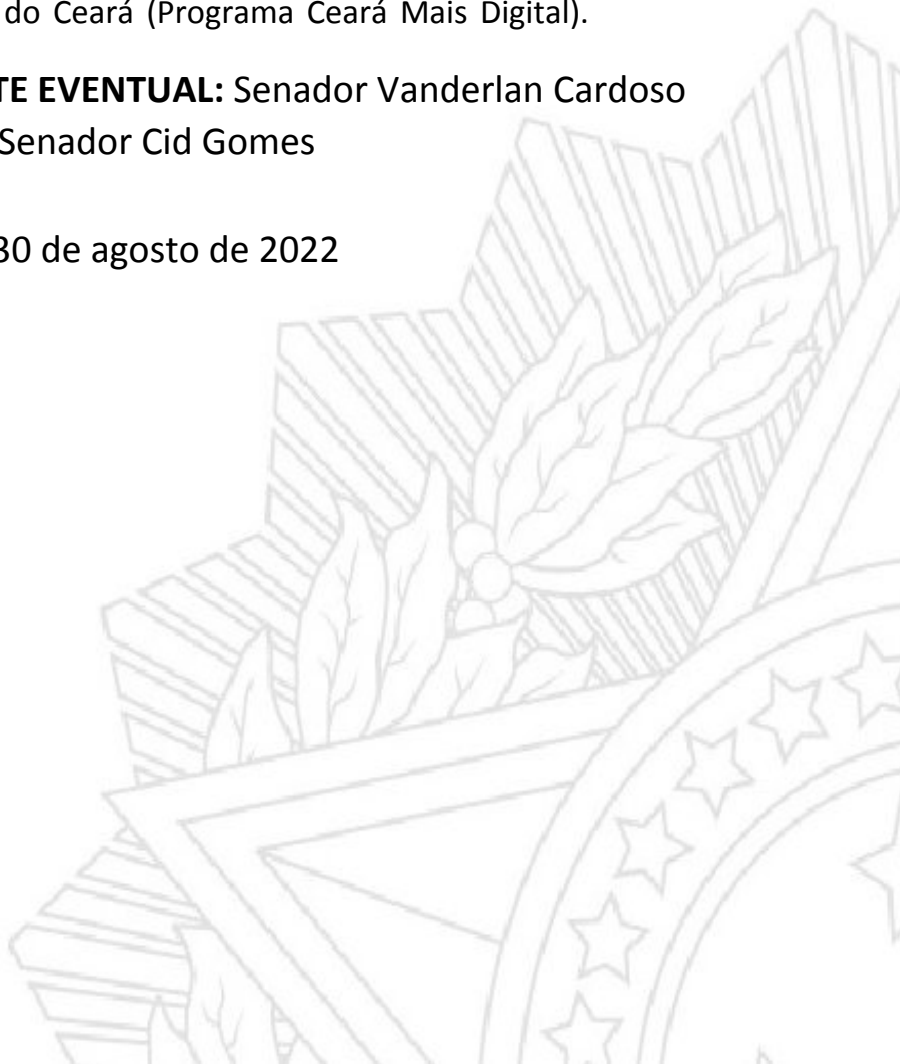 do Ceará (Programa Ceará Mais Digital).
TE EVENTUAL: Senador Vanderlan Cardoso
Senador Cid Gomes
30 de agosto de 2022